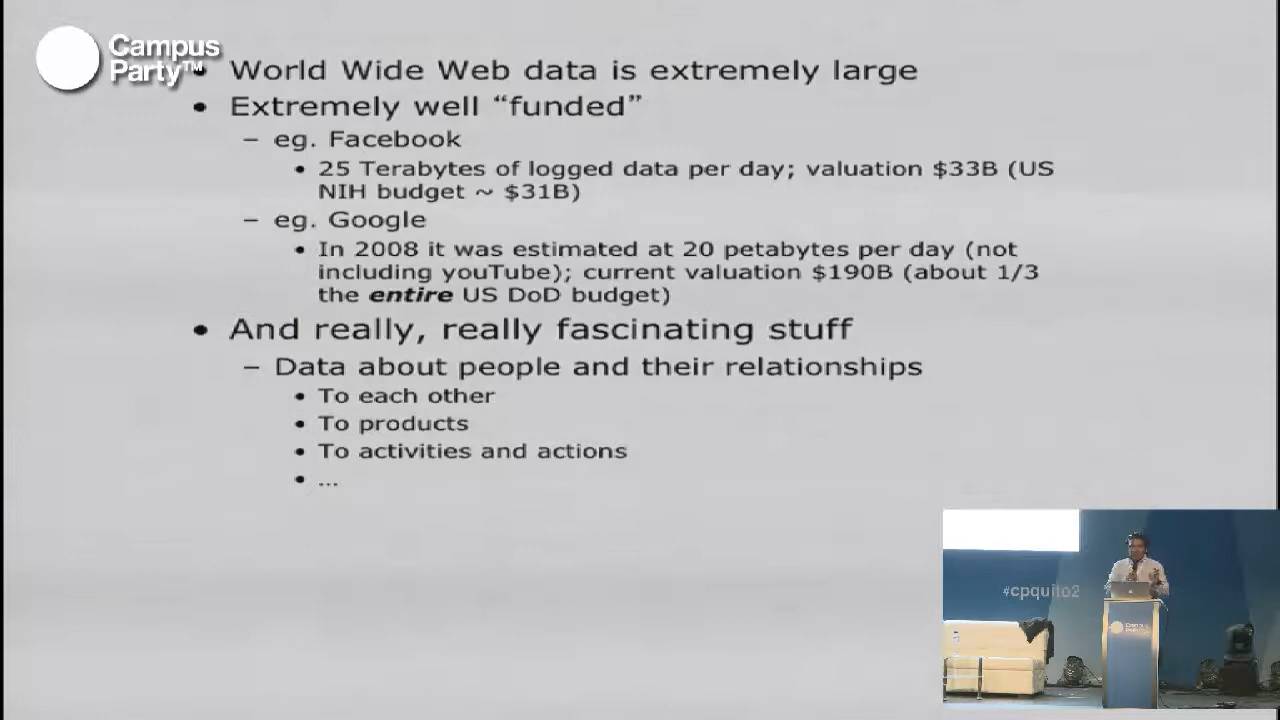 Campus
Party™
• World Wide Web data is extremely large
• Extremely well “funded”
– eg. Facebook
• 25 Terabytes of logged data per day; valuation $33B (US
NIH budget ~ $31B)
– eg. Google
• In 2008 it was estimated at 20 petabytes per day (not
including youTube); current valuation $190B (about 1/3
the entire US DoD budget)
• And really, really fascinating stuff
– Data about people and their relationships
• To each other
• To products
• To activities and actions
• ...
#cpquito2
Campus
Party